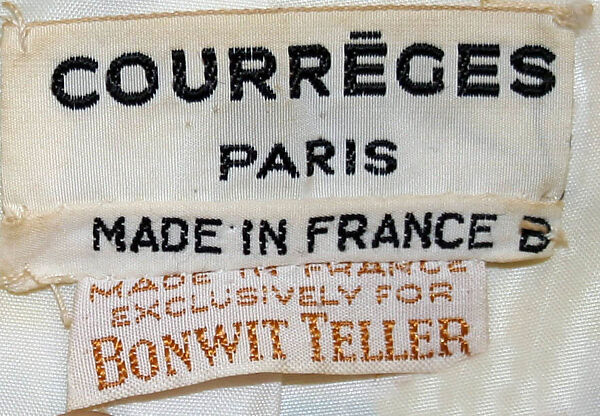 COURRÈGES
PARIS
MADE IN FRANCE B
MADE IN FRANCE
EXCLUSIVELY FOR
BONWIT TELLER